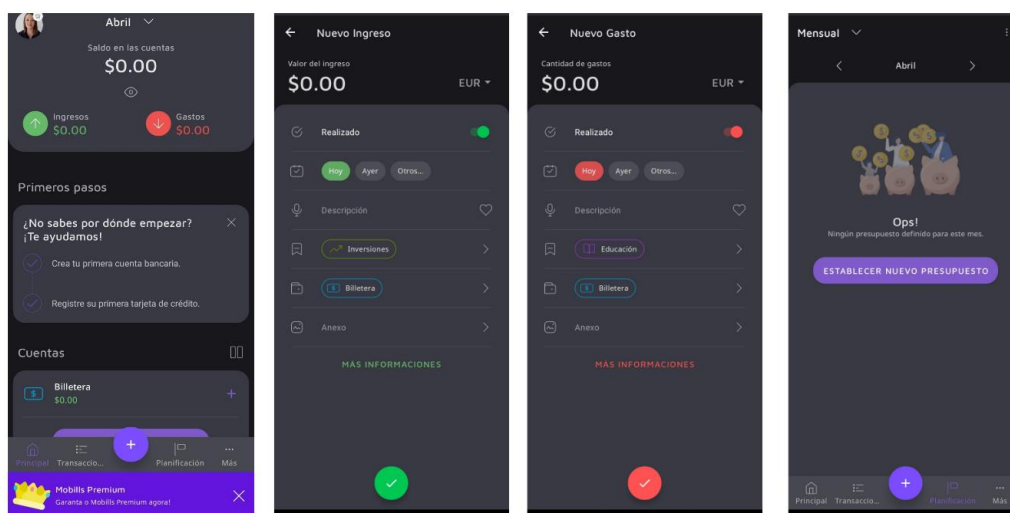 Abril
Saldo en las cuentas
$0.00
Ingresos
$0.00
Gastos
$0.00
Primeros pasos
¿No sabes por dónde empezar?
¡Te ayudamos!
Crea tu primera cuenta bancaria.
Registre su primera tarjeta de crédito.
Cuentas
Billetera
$0.00
Principal Transaccio... Planificación Más
Mobills Premium
Garanta o Mobills Premium agora!
Nuevo Ingreso
Valor del ingreso
$0.00 EUR
Realizado
Hoy Ayer Otros...
Descripción
Inversiones
Billetera
Anexo
MÁS INFORMACIONES
Nuevo Gasto
Cantidad de gastos
$0.00 EUR
Realizado
Hoy Ayer Otros...
Descripción
Educación
Billetera
Anexo
MÁS INFORMACIONES
Mensual
Abril
Ops!
Ningún presupuesto definido para este mes.
ESTABLECER NUEVO PRESUPUESTO
Principal Transaccio... Planificación Más